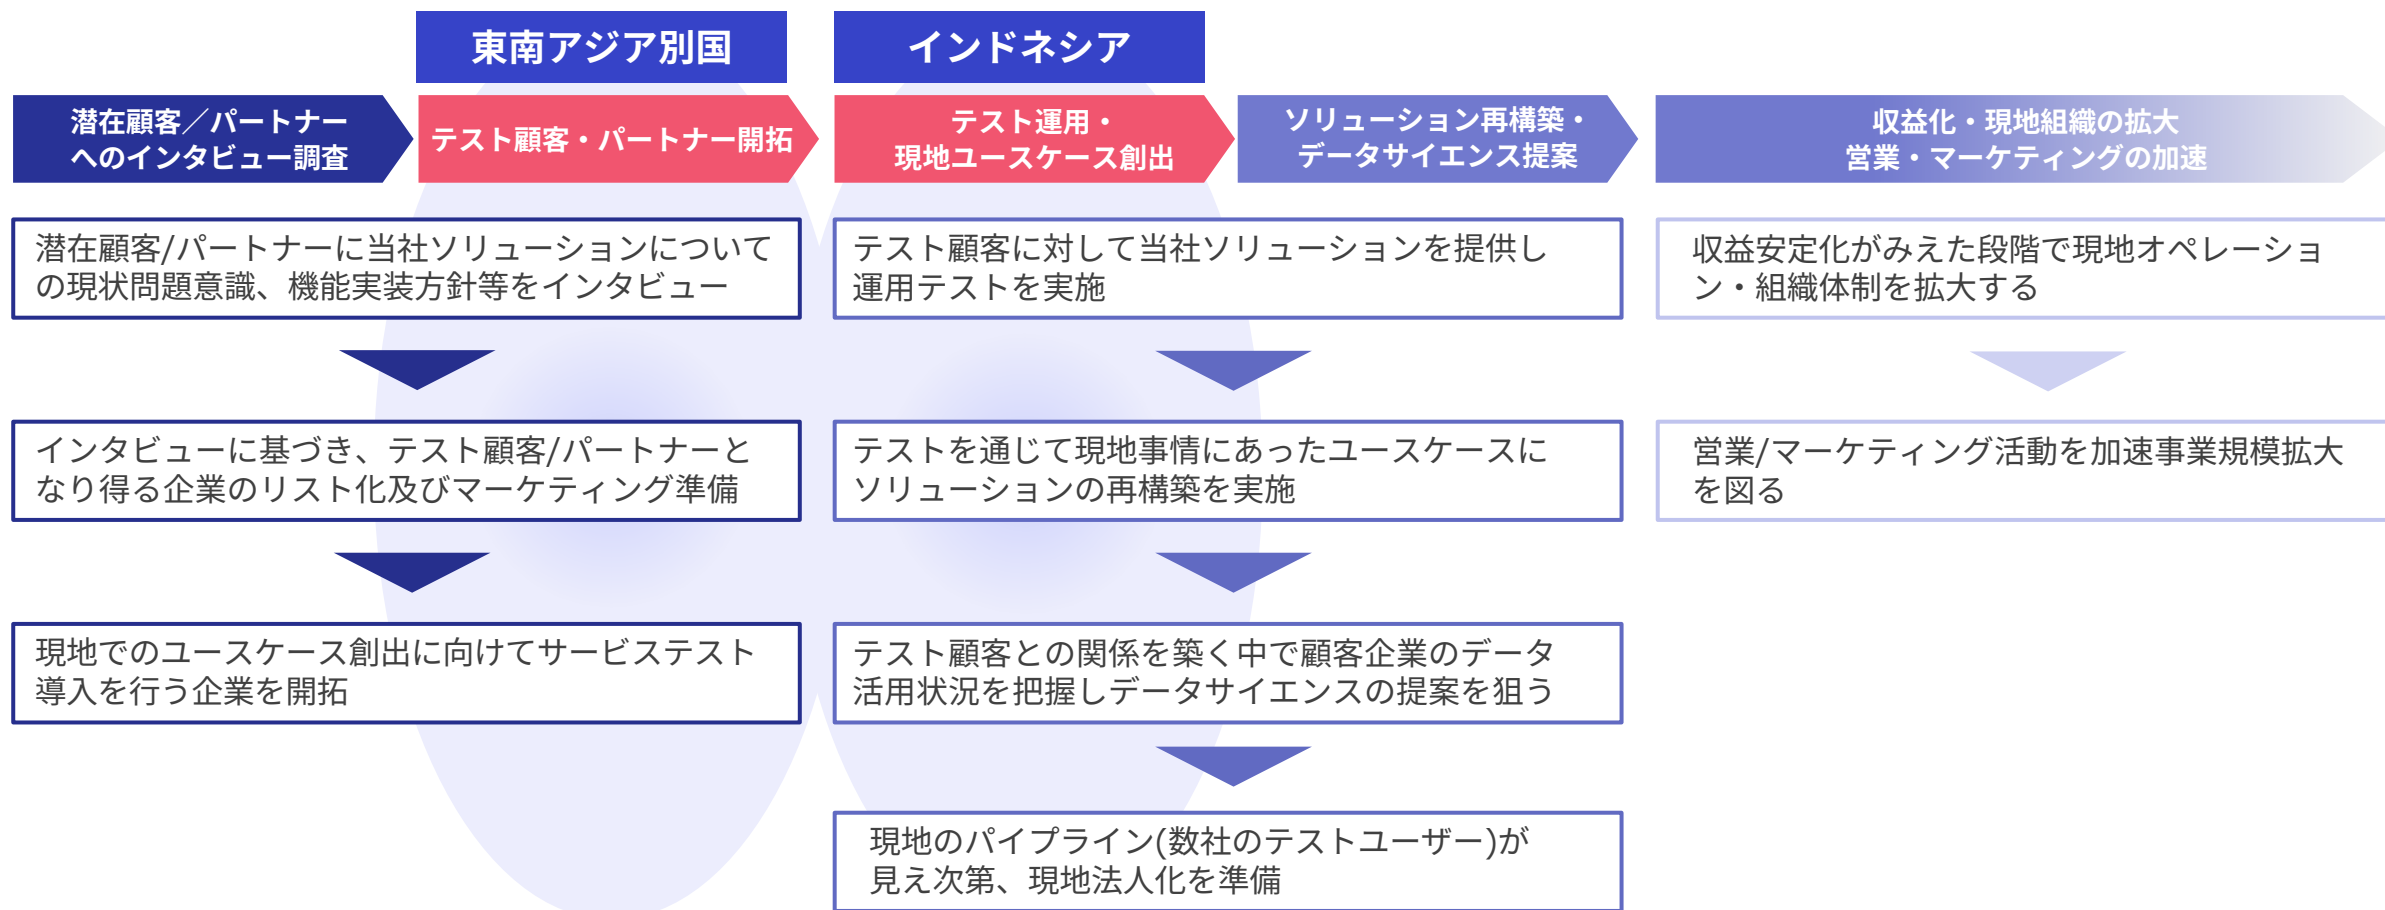 東南アジア別国
インドネシア
潜在顧客／パートナー
へのインタビュー調査
テスト顧客・パートナー開拓
テスト運用・
現地ユースケース創出
ソリューション再構築・
データサイエンス提案
収益化・現地組織の拡大
営業・マーケティングの加速
潜在顧客/パートナーに当社ソリューションについて
の現状問題意識、機能実装方針等をインタビュー
インタビューに基づき、テスト顧客/パートナーと
なり得る企業のリスト化及びマーケティング準備
現地でのユースケース創出に向けてサービステスト
導入を行う企業を開拓
テスト顧客に対して当社ソリューションを提供し
運用テストを実施
テストを通じて現地事情にあったユースケースに
ソリューションの再構築を実施
テスト顧客との関係を築く中で顧客企業のデータ
活用状況を把握しデータサイエンスの提案を狙う
現地のパイプライン(数社のテストユーザー)が
見え次第、現地法人化を準備
収益安定化がみえた段階で現地オペレーショ
ン・組織体制を拡大する
営業/マーケティング活動を加速事業規模拡大
を図る